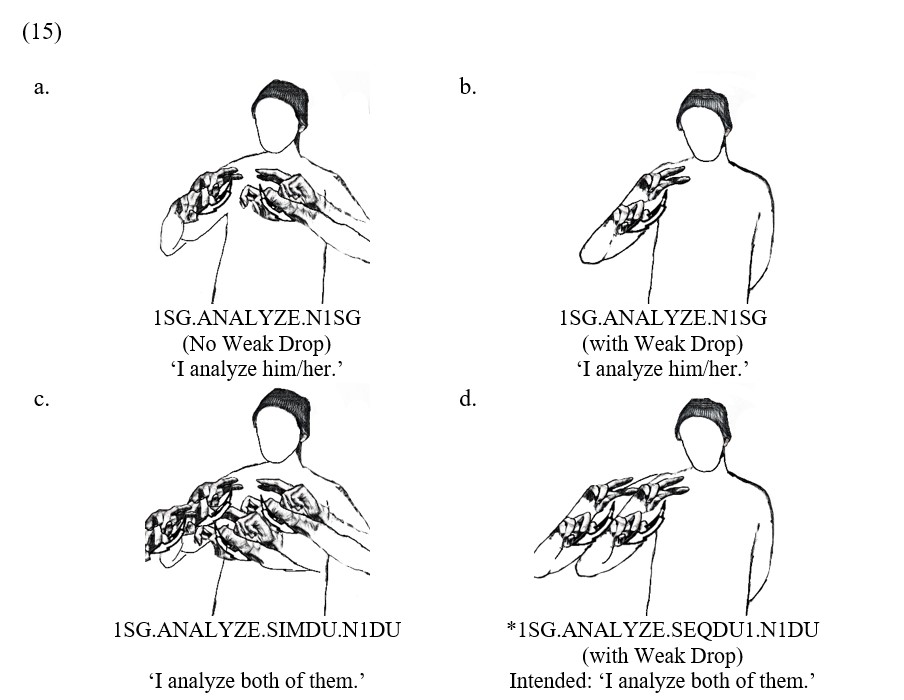 (15)
a.
1SG.ANALYZE.N1SG
(No Weak Drop)
‘I analyze him/her.’
b.
1SG.ANALYZE.N1SG
(with Weak Drop)
‘I analyze him/her.’
c.
1SG.ANALYZE.SIMDU.N1DU
‘I analyze both of them.’
d.
*1SG.ANALYZE.SEQDU1.N1DU
(with Weak Drop)
Intended: ‘I analyze both of them.’